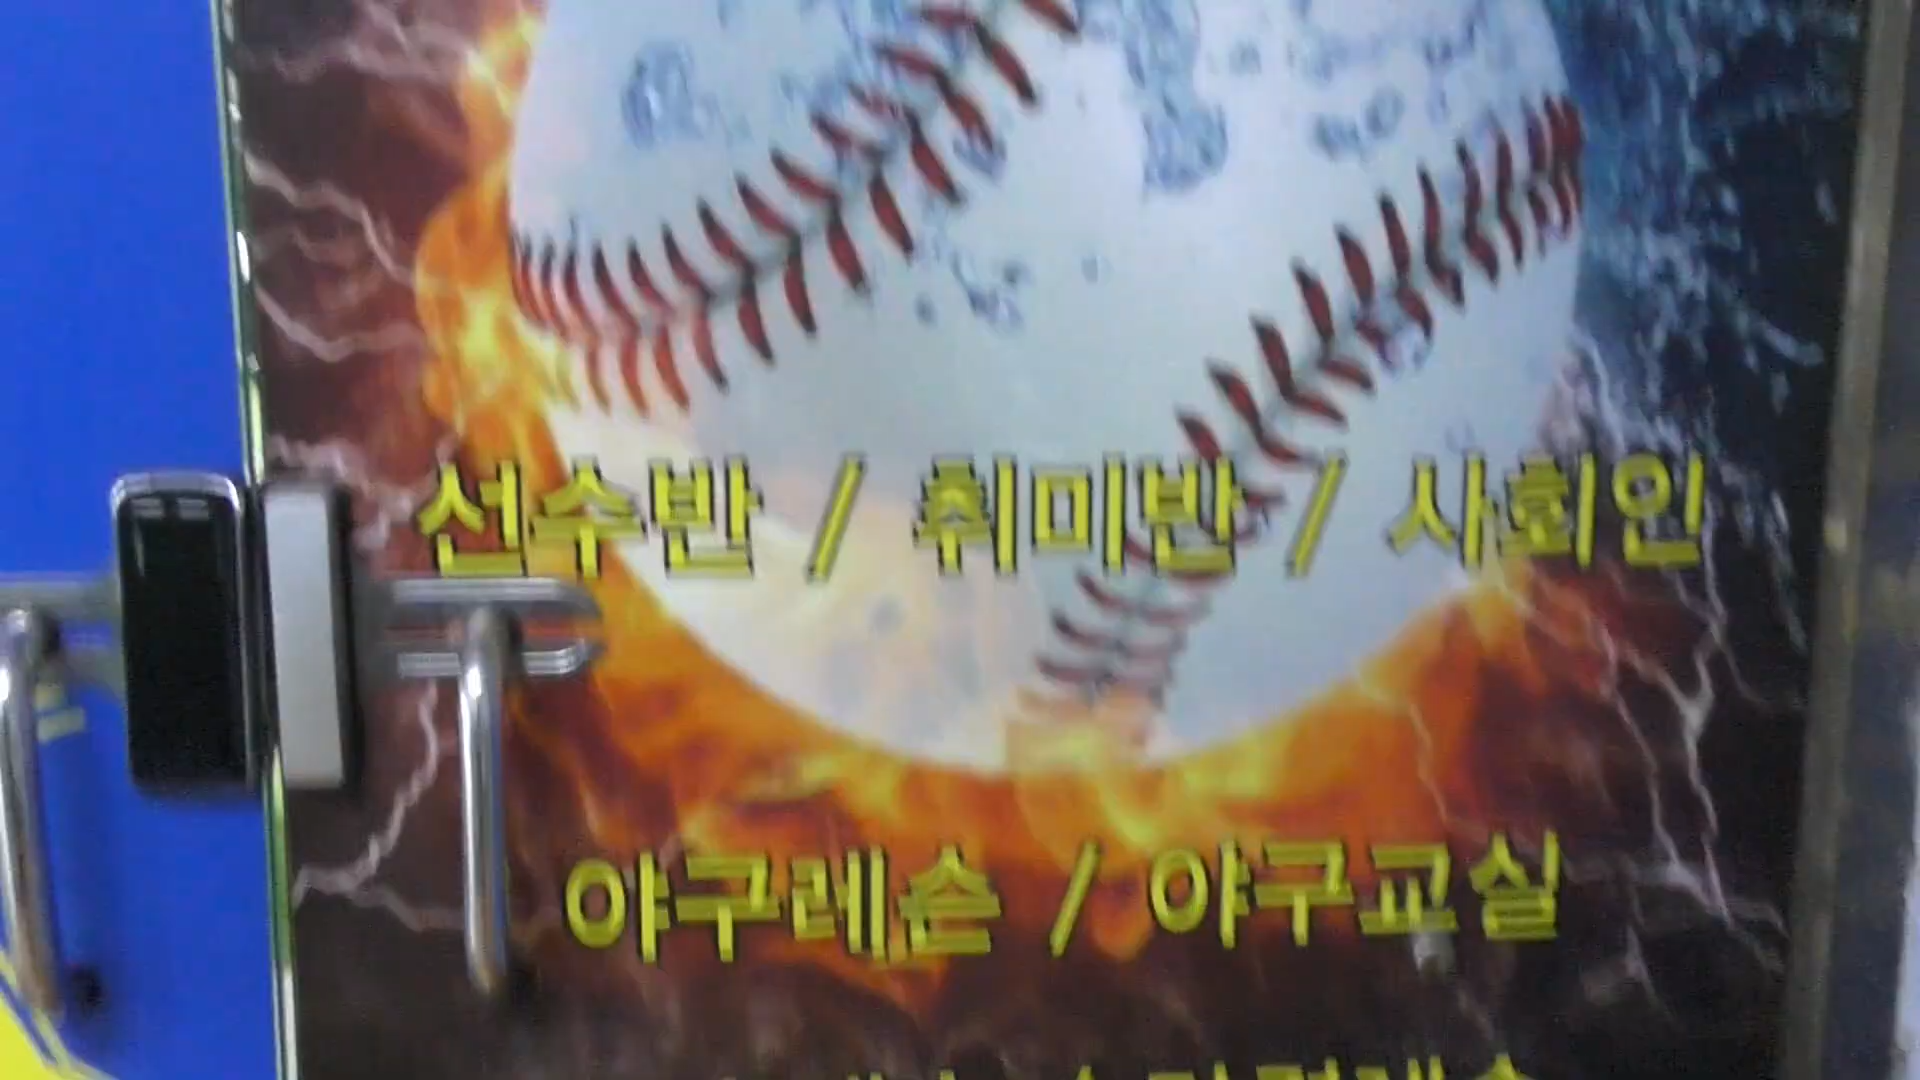 선수반 / 취미반 / 사회인
야구레슨 / 야구교실